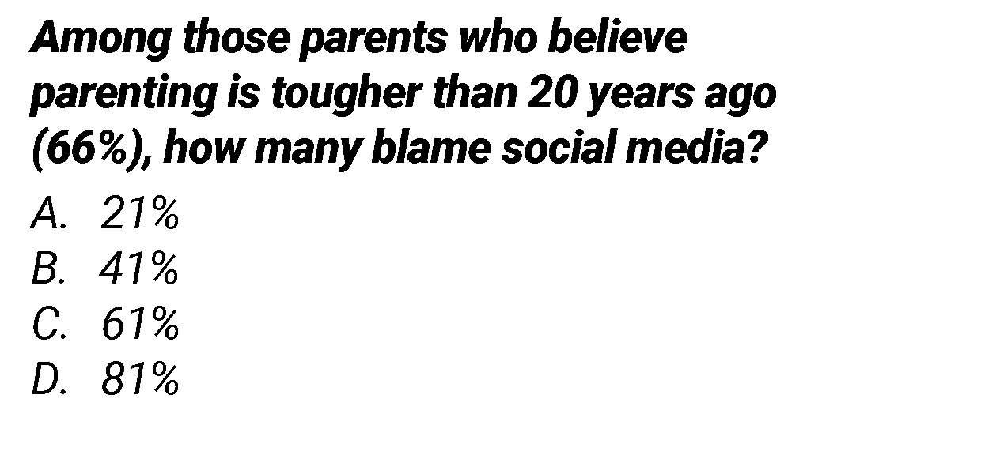 Among those parents who believe
parenting is tougher than 20 years ago
(66%), how many blame social media?
A. 21%
B. 41%
C. 61%
D. 81%